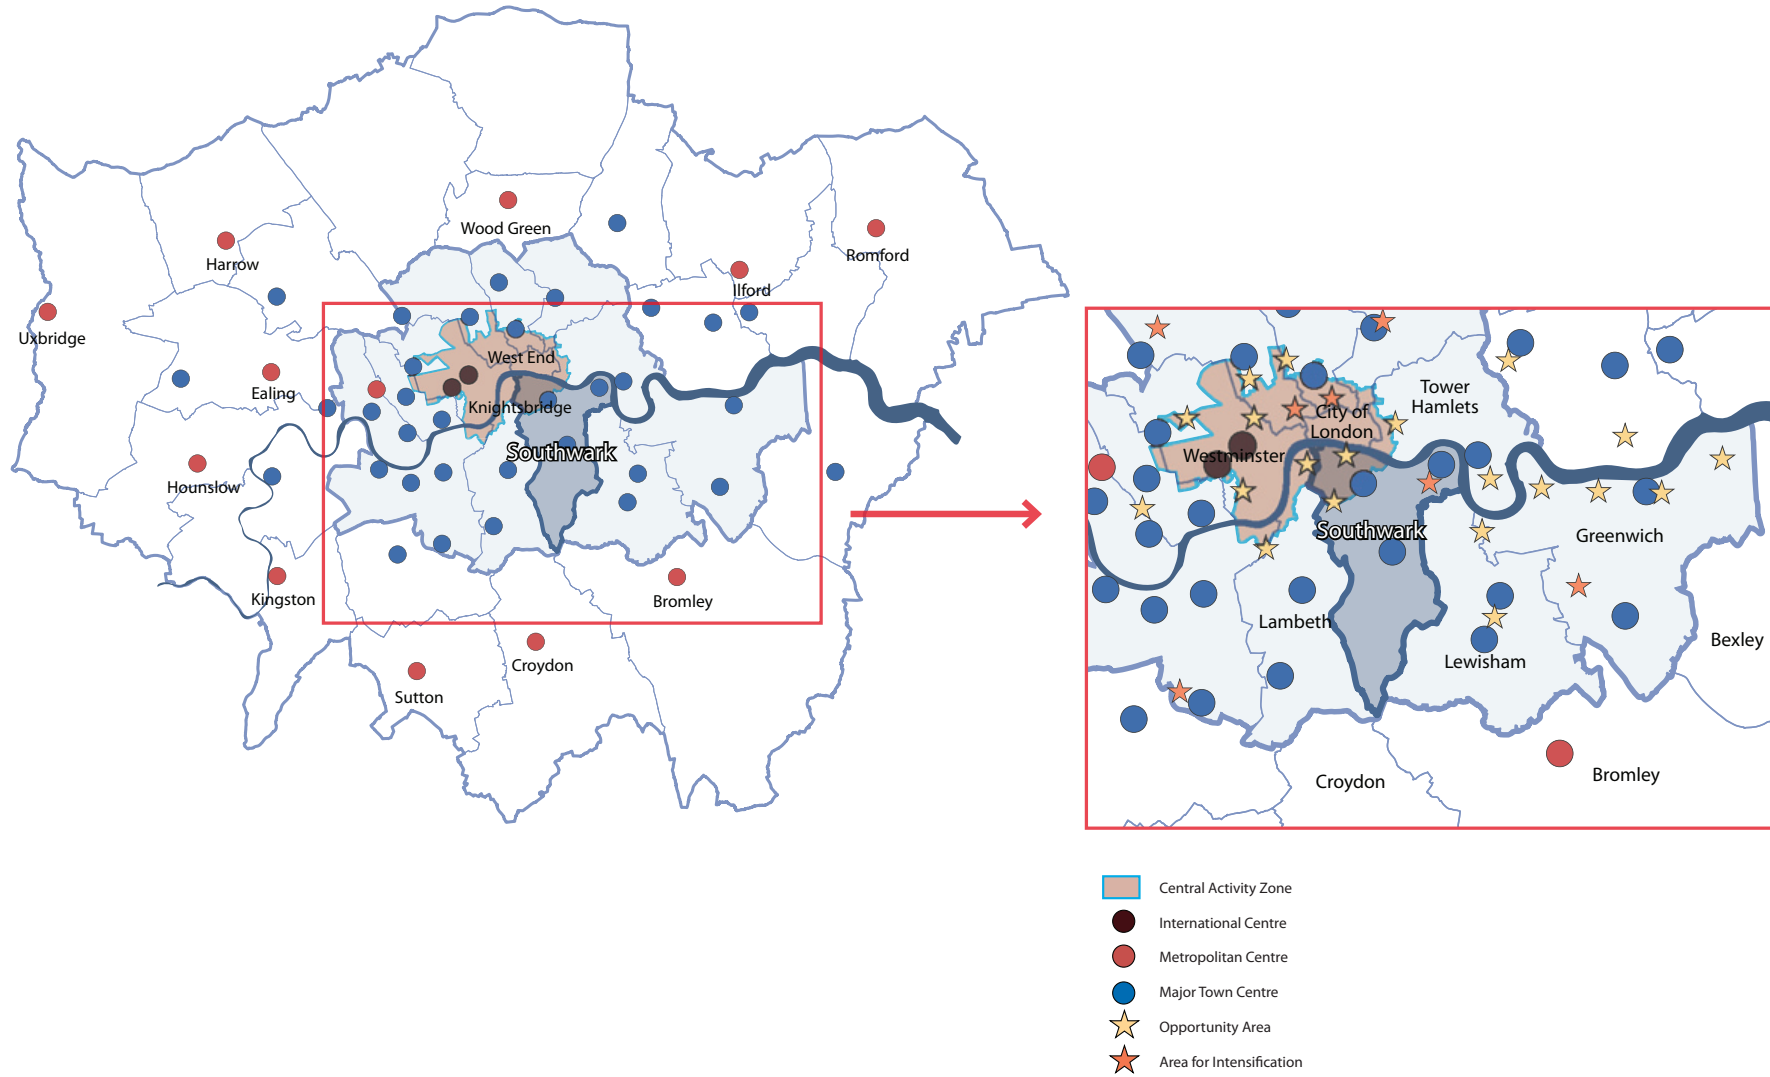 Wood Green
Harrow
Romford
Ilford
Uxbridge
West End
Ealing
Knightsbridge
Southwark
Hounslow
Kingston
Bromley
Croydon
Sutton
Tower
Hamlets
City of
London
Westminster
Southwark
Greenwich
Lambeth
Bexley
Lewisham
Bromley
Croydon
Central Activity Zone
International Centre
Metropolitan Centre
Major Town Centre
Opportunity Area
Area for Intensification